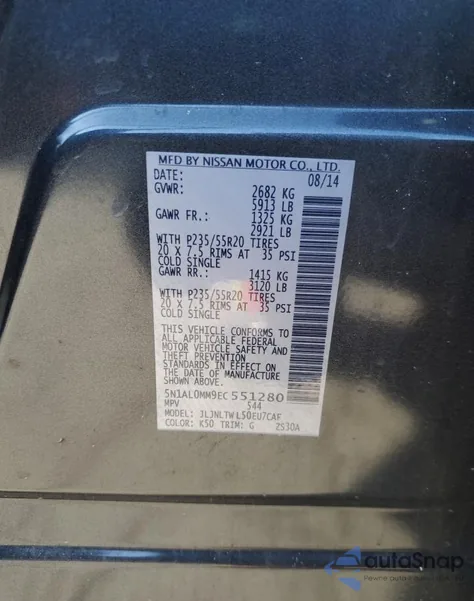 MFD BY NISSAN MOTOR CO., LTD.
DATE: 08/14
GVWR: 2682 KG
5913 LB
GAWR FR.: 1325 KG
2921 LB
WITH P235/55R20 TIRES
20 x 7.5 RIMS AT 35 PSI
COLD SINGLE
GAWR RR.: 1415 KG
3120 LB
WITH P235/55R20 TIRES
20 x 7.5 RIMS AT 35 PSI
COLD SINGLE
THIS VEHICLE CONFORMS TO
ALL APPLICABLE FEDERAL
MOTOR VEHICLE SAFETY AND
THEFT PREVENTION
STANDARDS IN EFFECT ON
THE DATE OF MANUFACTURE
SHOWN ABOVE.
5N1AL0MM9EC551280
MPV 544
MODEL: JLJNLTWL50EU7CAF
COLOR: K50 TRIM: G 2S30A
autoSnap